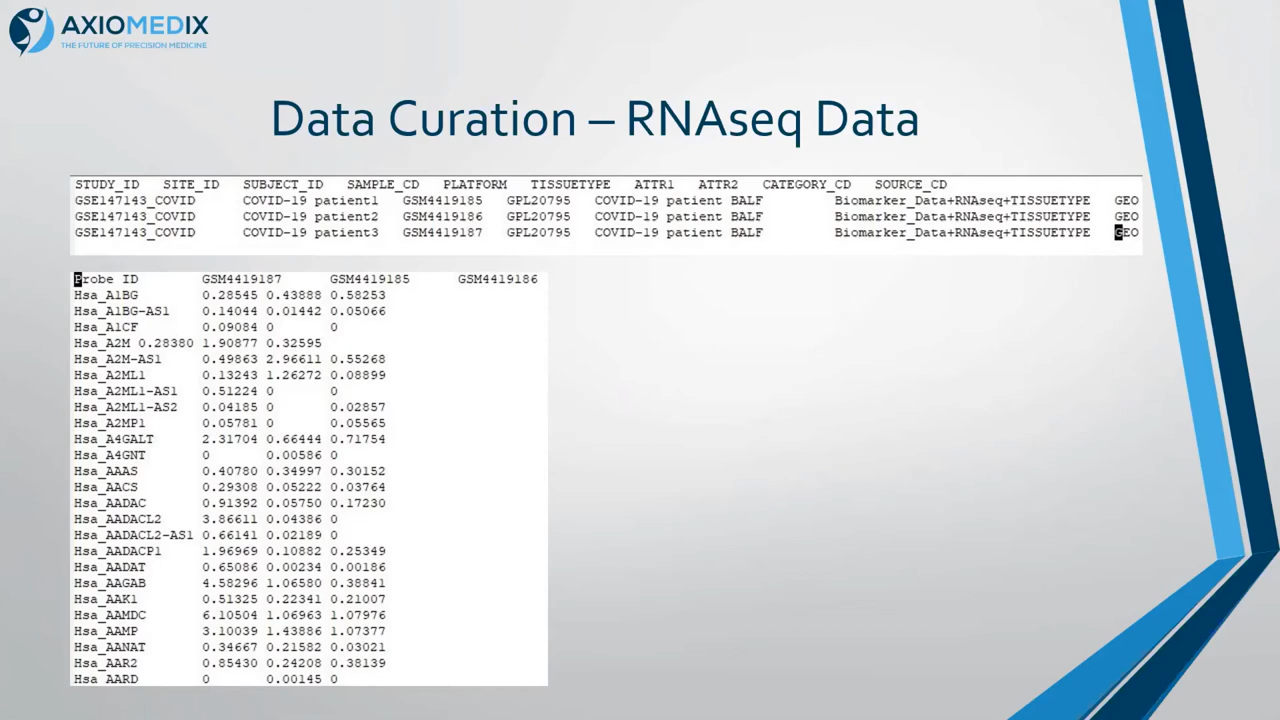 AXIOMEDIX
THE FUTURE OF PRECISION MEDICINE
Data Curation – RNAseq Data
STUDY_ID SITE_ID SUBJECT_ID SAMPLE_CD PLATFORM TISSUETYPE ATTR1 ATTR2 CATEGORY_CD SOURCE_CD
GSE147143_COVID COVID-19 patient1 GSM4419185 GPL20795 COVID-19 patient BALF Biomarker_Data+RNAseq+TISSUETYPE GEO
GSE147143_COVID COVID-19 patient2 GSM4419186 GPL20795 COVID-19 patient BALF Biomarker_Data+RNAseq+TISSUETYPE GEO
GSE147143_COVID COVID-19 patient3 GSM4419187 GPL20795 COVID-19 patient BALF Biomarker_Data+RNAseq+TISSUETYPE GEO
Probe ID GSM4419187 GSM4419185 GSM4419186
Hsa_A1BG 0.28545 0.43888 0.58253
Hsa_A1BG-AS1 0.14044 0.01442 0.05066
Hsa_A1CF 0.09084 0 0
Hsa_A2M 0.28380 1.90877 0.32595
Hsa_A2M-AS1 0.49863 2.96611 0.55268
Hsa_A2ML1 0.13243 1.26272 0.08899
Hsa_A2ML1-AS1 0.51224 0 0
Hsa_A2ML1-AS2 0.04185 0 0.02857
Hsa_A2MP1 0.05781 0 0.05565
Hsa_A4GALT 2.31704 0.66444 0.71754
Hsa_A4GNT 0 0.00586 0
Hsa_AAAS 0.40780 0.34997 0.30152
Hsa_AACS 0.29308 0.05222 0.03764
Hsa_AADAC 0.91392 0.05750 0.17230
Hsa_AADACL2 3.86611 0.04386 0
Hsa_AADACL2-AS1 0.66141 0.02189 0
Hsa_AADACP1 1.96969 0.10882 0.25349
Hsa_AADAT 0.65086 0.00234 0.00186
Hsa_AAGAB 4.58296 1.06580 0.38841
Hsa_AAK1 0.51325 0.22341 0.21007
Hsa_AAMDC 6.10504 1.06963 1.07976
Hsa_AAMP 3.10039 1.43886 1.07377
Hsa_AANAT 0.34667 0.21582 0.03021
Hsa_AAR2 0.85430 0.24208 0.38139
Hsa_AARD 0 0.00145 0